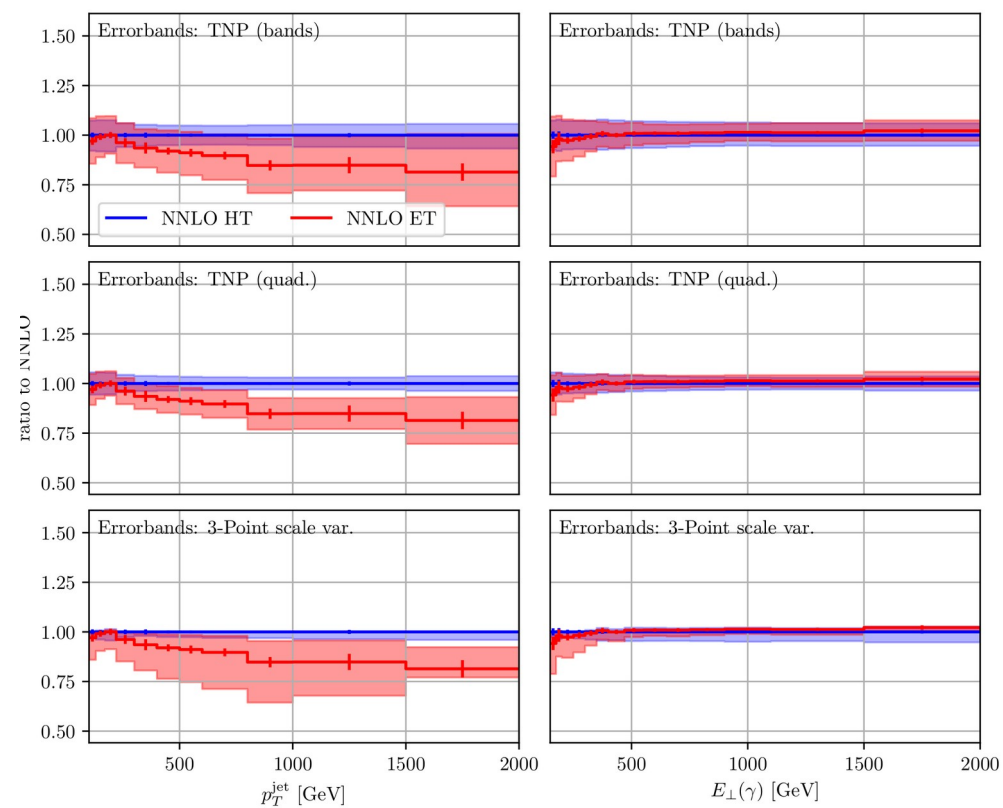 Errorbands: TNP (bands)
1.50
1.25
1.00
0.75
0.50
NNLO HT
NNLO ET
Errorbands: TNP (bands)
Errorbands: TNP (quad.)
1.50
1.25
1.00
0.75
0.50
ratio to NNLO
Errorbands: TNP (quad.)
Errorbands: 3-Point scale var.
1.50
1.25
1.00
0.75
0.50
500
1000
1500
2000
p_T^jet [GeV]
Errorbands: 3-Point scale var.
500
1000
1500
2000
E⊥(γ) [GeV]